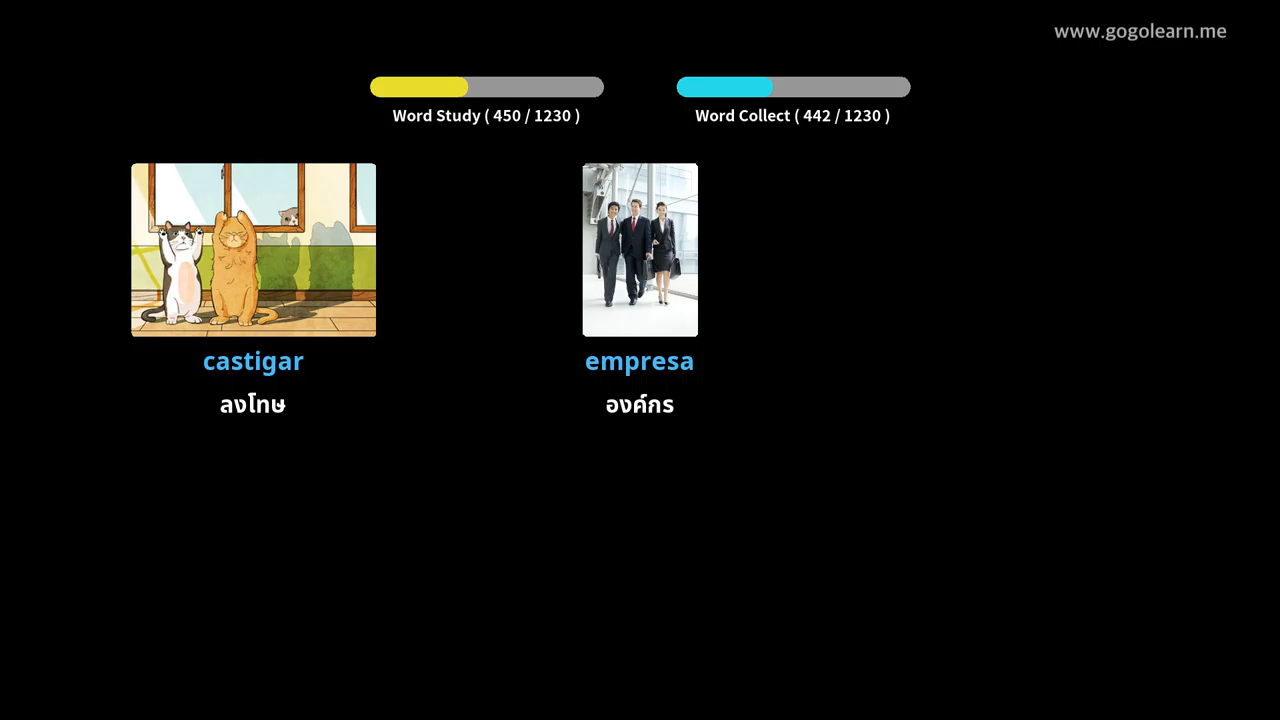 www.gogolearn.me
Word Study ( 450 / 1230 )
Word Collect ( 442 / 1230 )
castigar
ลงโทษ
empresa
องค์กร